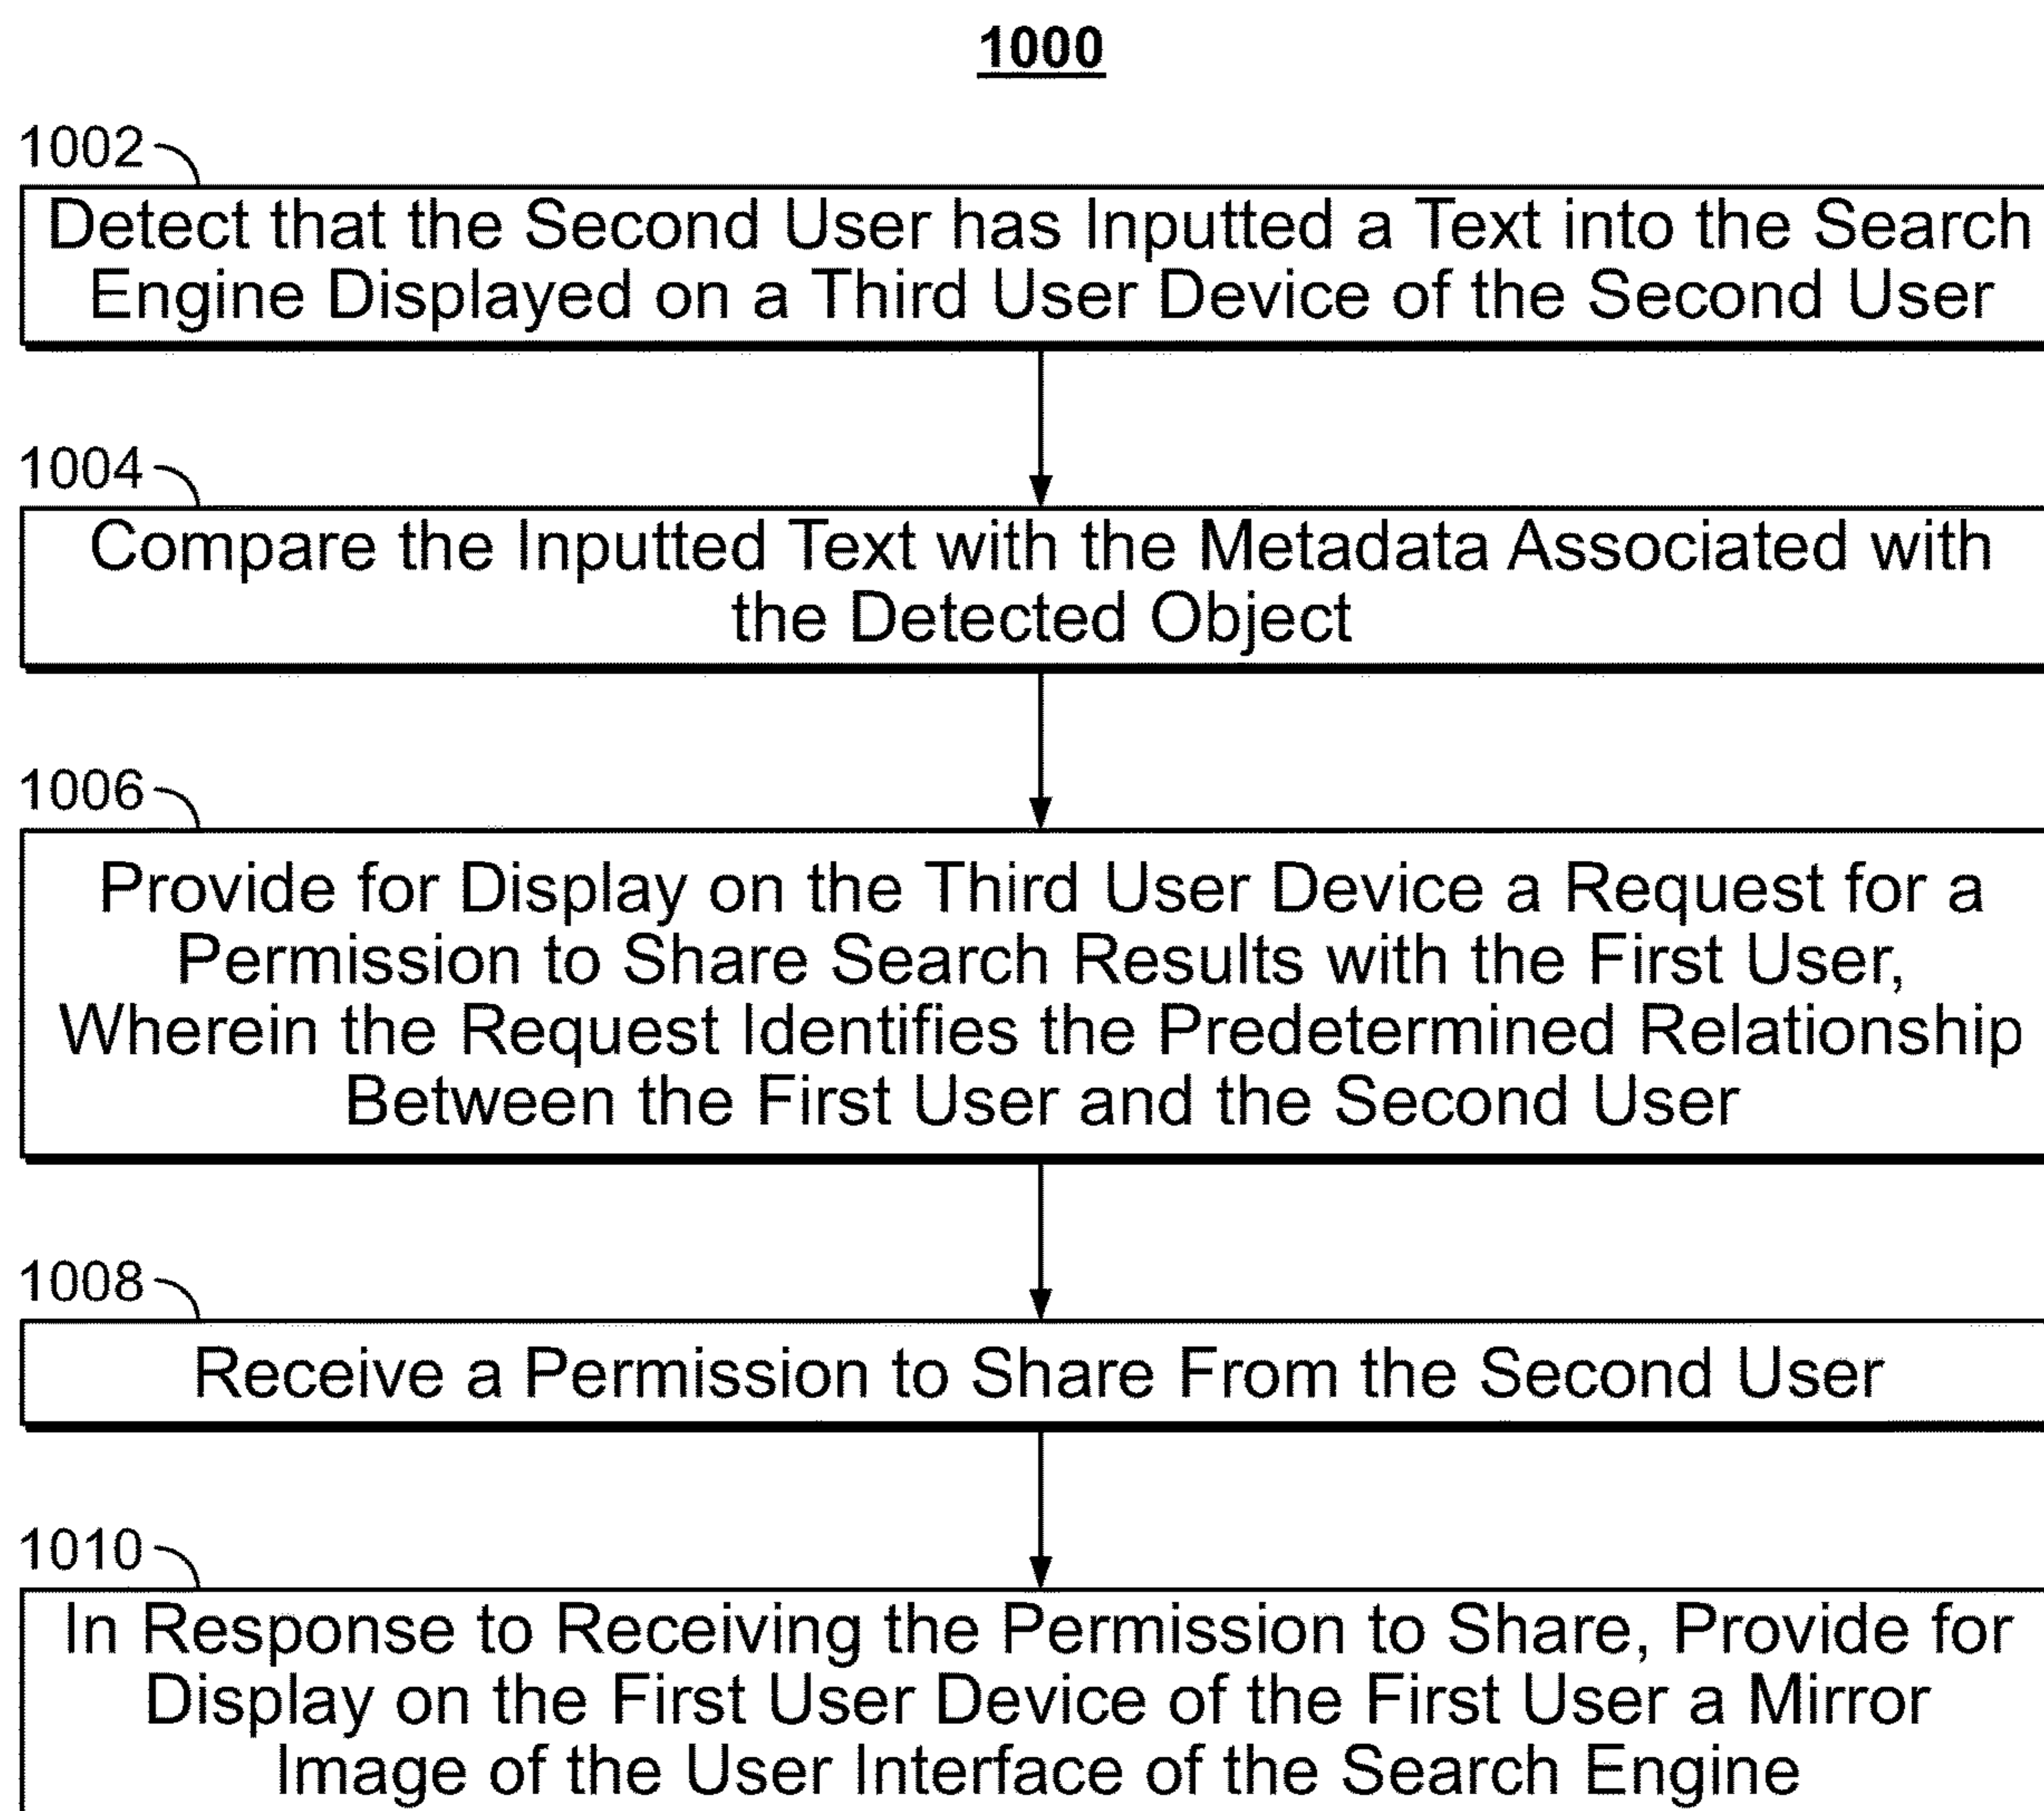 1000
1002
Detect that the Second User has Inputted a Text into the Search
Engine Displayed on a Third User Device of the Second User
1004
Compare the Inputted Text with the Metadata Associated with
the Detected Object
1006
Provide for Display on the Third User Device a Request for a
Permission to Share Search Results with the First User,
Wherein the Request Identifies the Predetermined Relationship
Between the First User and the Second User
1008
Receive a Permission to Share From the Second User
1010
In Response to Receiving the Permission to Share, Provide for
Display on the First User Device of the First User a Mirror
Image of the User Interface of the Search Engine